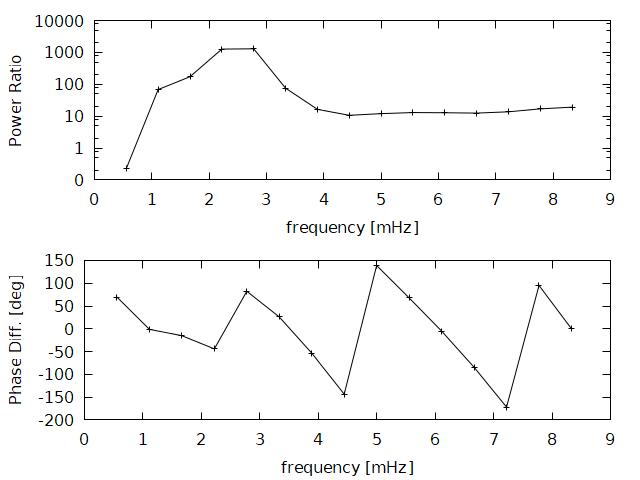 10000
1000
100
10
1
0
Power Ratio
0 1 2 3 4 5 6 7 8 9
frequency [mHz]
150
100
50
0
-50
-100
-150
-200
Phase Diff. [deg]
0 1 2 3 4 5 6 7 8 9
frequency [mHz]